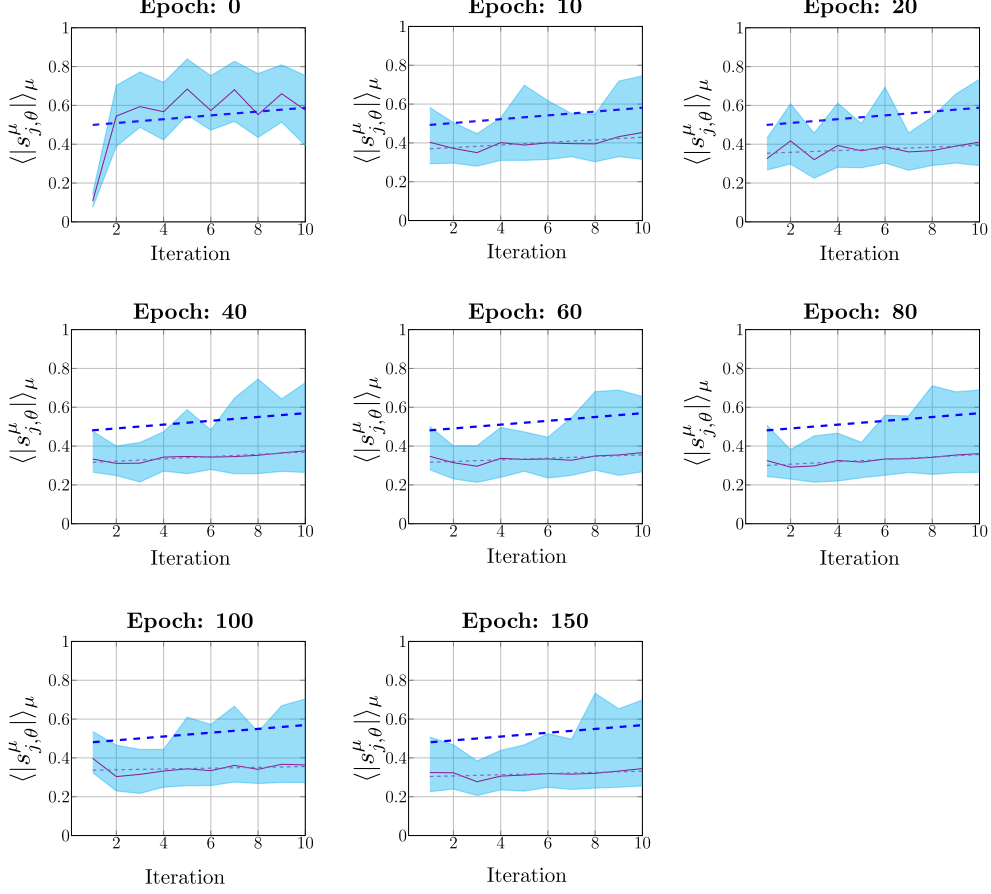 Epoch: 0
Epoch: 10
Epoch: 20
⟨|s^μ_{j,θ}|⟩_μ
1
0.8
0.6
0.4
0.2
0
2 4 6 8 10
Iteration
⟨|s^μ_{j,θ}|⟩_μ
1
0.8
0.6
0.4
0.2
0
2 4 6 8 10
Iteration
⟨|s^μ_{j,θ}|⟩_μ
1
0.8
0.6
0.4
0.2
0
2 4 6 8 10
Iteration
Epoch: 40
Epoch: 60
Epoch: 80
⟨|s^μ_{j,θ}|⟩_μ
1
0.8
0.6
0.4
0.2
0
2 4 6 8 10
Iteration
⟨|s^μ_{j,θ}|⟩_μ
1
0.8
0.6
0.4
0.2
0
2 4 6 8 10
Iteration
⟨|s^μ_{j,θ}|⟩_μ
1
0.8
0.6
0.4
0.2
0
2 4 6 8 10
Iteration
Epoch: 100
Epoch: 150
⟨|s^μ_{j,θ}|⟩_μ
1
0.8
0.6
0.4
0.2
0
2 4 6 8 10
Iteration
⟨|s^μ_{j,θ}|⟩_μ
1
0.8
0.6
0.4
0.2
0
2 4 6 8 10
Iteration